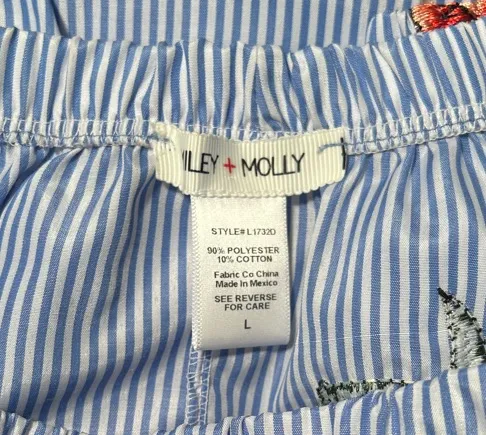 ILEY + MOLLY
STYLE# L1732D
90% POLYESTER
10% COTTON
Fabric Co China
Made In Mexico
SEE REVERSE
FOR CARE
L